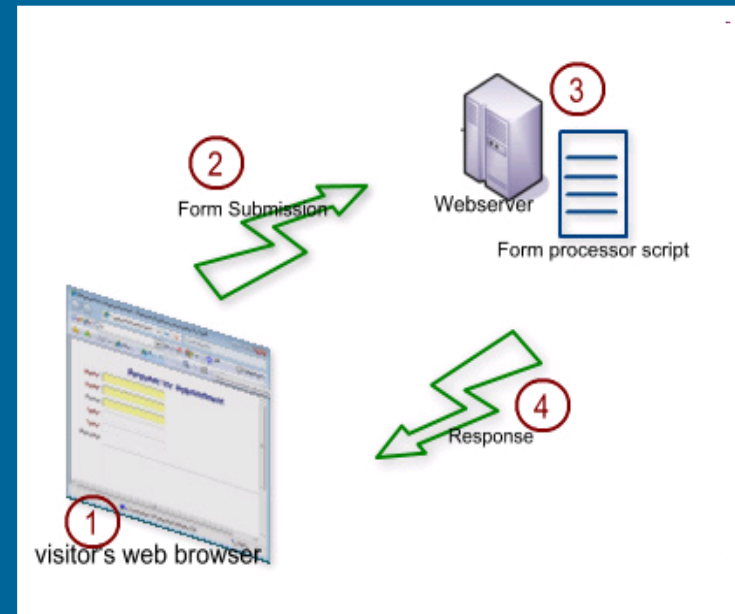 2
Form Submission
3
Webserver
Form processor script
4
Response
1
visitor's web browser